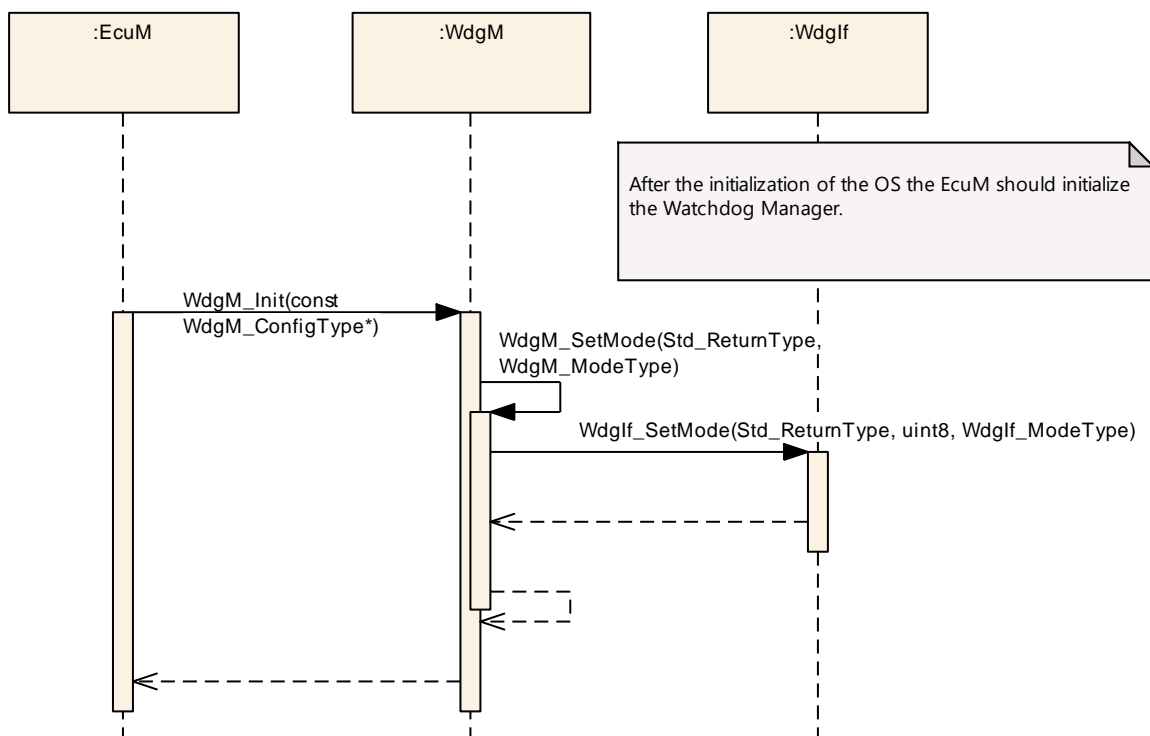 :EcuM
:WdgM
:WdgIf
After the initialization of the OS the EcuM should initialize
the Watchdog Manager.
WdgM_Init(const
WdgM_ConfigType*)
WdgM_SetMode(Std_ReturnType,
WdgM_ModeType)
WdgIf_SetMode(Std_ReturnType, uint8, WdgIf_ModeType)